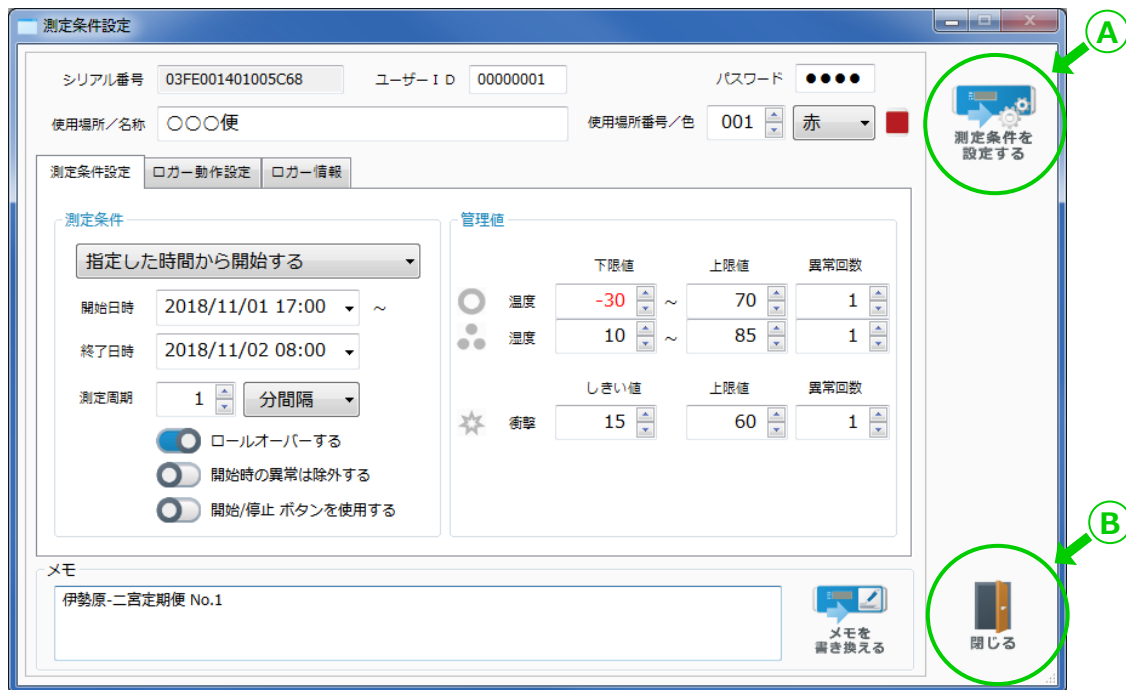 測定条件設定
A
シリアル番号 03FE001401005C68 ユーザーＩＤ 00000001 パスワード ●●●●
使用場所／名称 ○○○便 使用場所番号／色 001 赤
測定条件を
設定する
測定条件設定 ロガー動作設定 ロガー情報
測定条件
指定した時間から開始する
開始日時 2018/11/01 17:00 ～
終了日時 2018/11/02 08:00
測定周期 1 分間隔
ロールオーバーする
開始時の異常は除外する
開始/停止 ボタンを使用する
管理値
下限値 上限値 異常回数
温度 -30 ～ 70 1
湿度 10 ～ 85 1
しきい値 上限値 異常回数
衝撃 15 60 1
B
メモ
伊勢原-二宮定期便 No.1
メモを
書き換える
閉じる